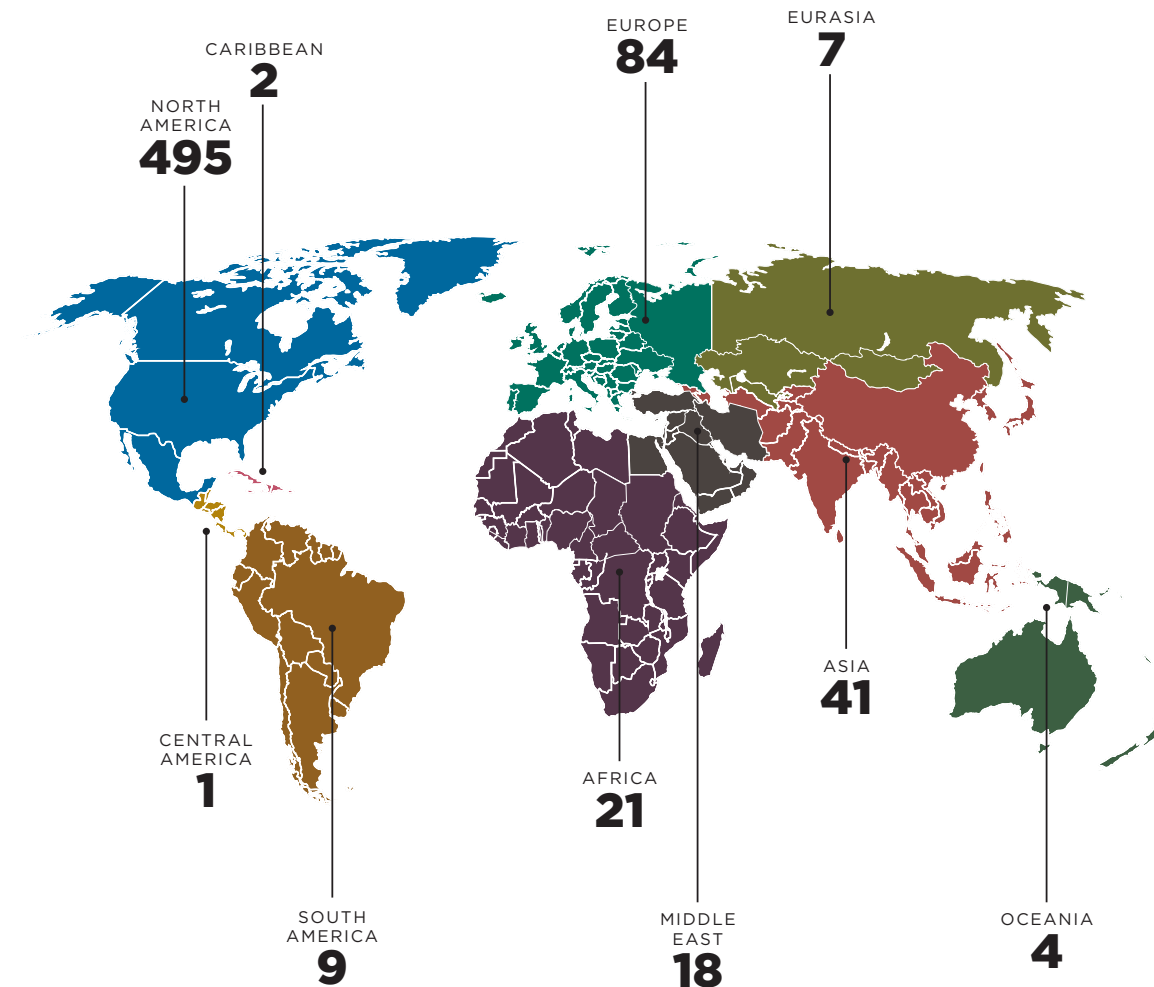 EUROPE
84
EURASIA
7
CARIBBEAN
2
NORTH
AMERICA
495
ASIA
41
CENTRAL
AMERICA
1
AFRICA
21
SOUTH
AMERICA
9
MIDDLE
EAST
18
OCEANIA
4